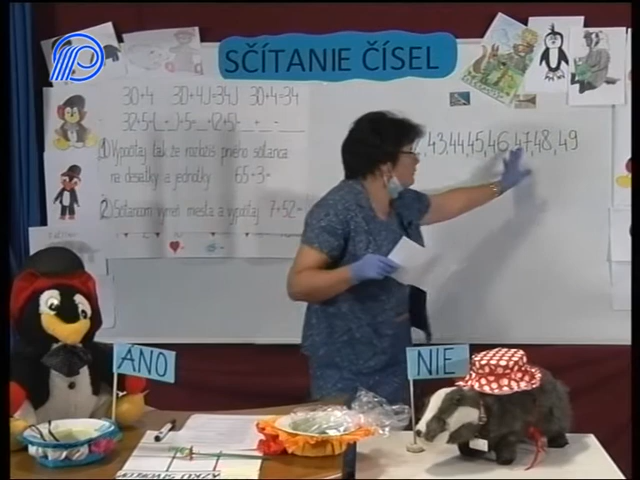 SČÍTANIE ČÍSEL
30+4 30+4=34 30+4=34
43,44,45,46,47,48,49
① Vypočítaj tak, že rozložíš prvého sčítanca
na desiatky a jednotky. 65+3=
② Sčítancom vymeň miesta a vypočítaj 7+52=
ÁNO
NIE